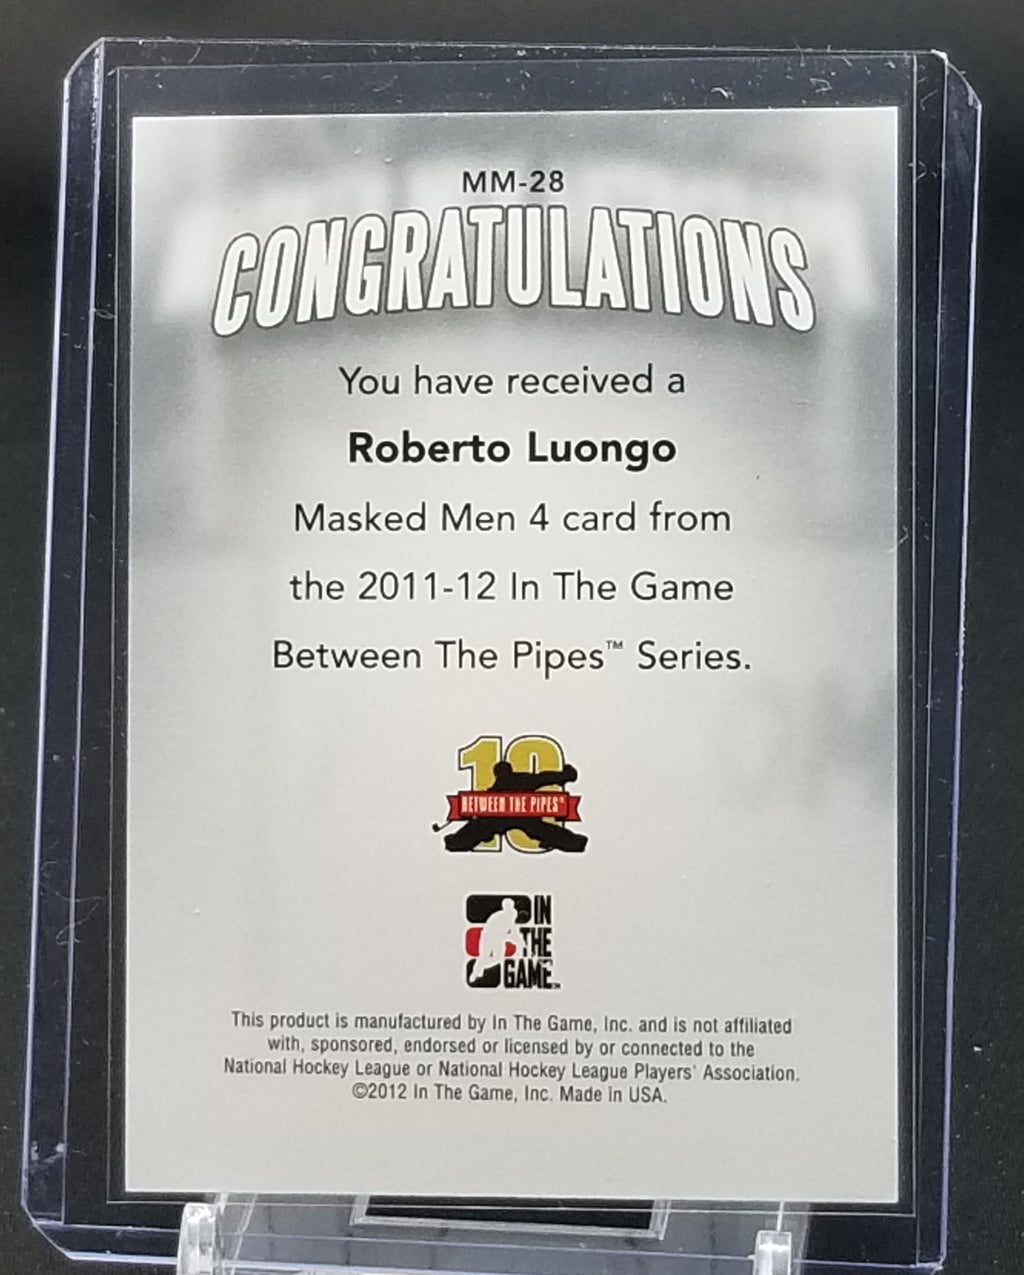 MM-28
CONGRATULATIONS
You have received a
Roberto Luongo
Masked Men 4 card from
the 2011-12 In The Game
Between The Pipes™ Series.
10
BETWEEN THE PIPES™
IN
THE
GAME™
This product is manufactured by In The Game, Inc. and is not affiliated
with, sponsored, endorsed or licensed by or connected to the
National Hockey League or National Hockey League Players' Association.
©2012 In The Game, Inc. Made in USA.